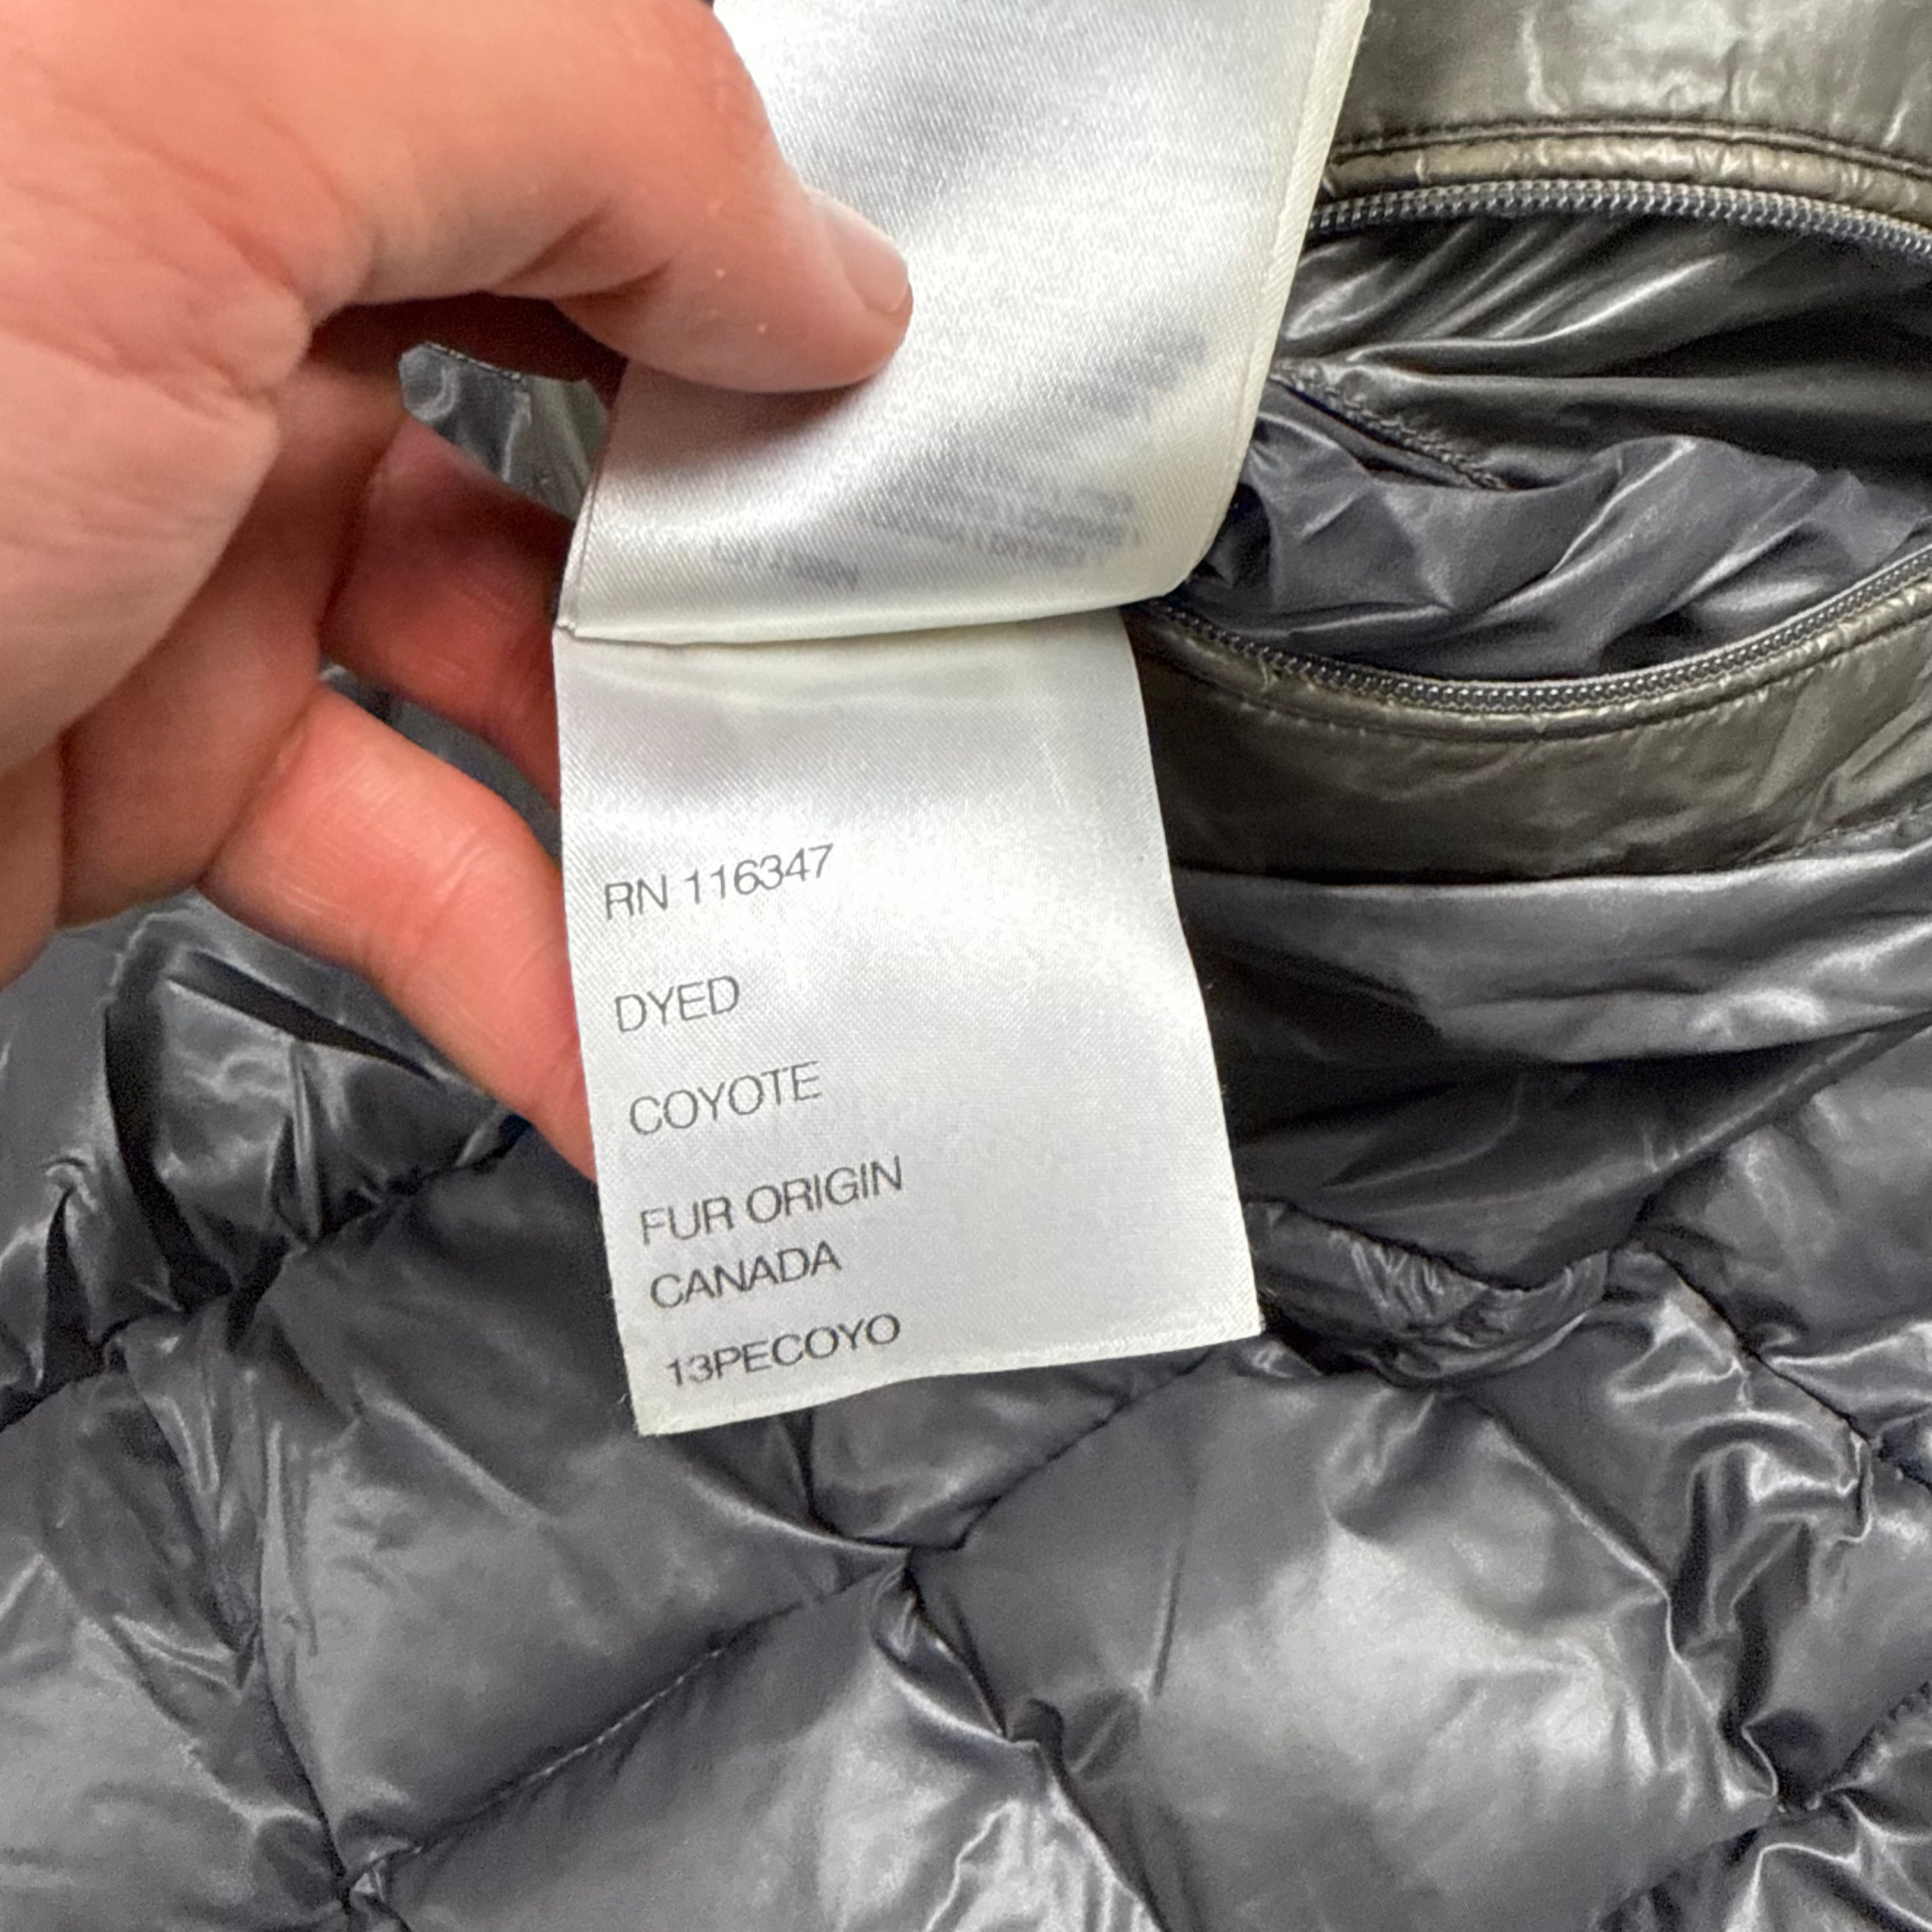 RN 116347
DYED
COYOTE
FUR ORIGIN
CANADA
13PECOYO